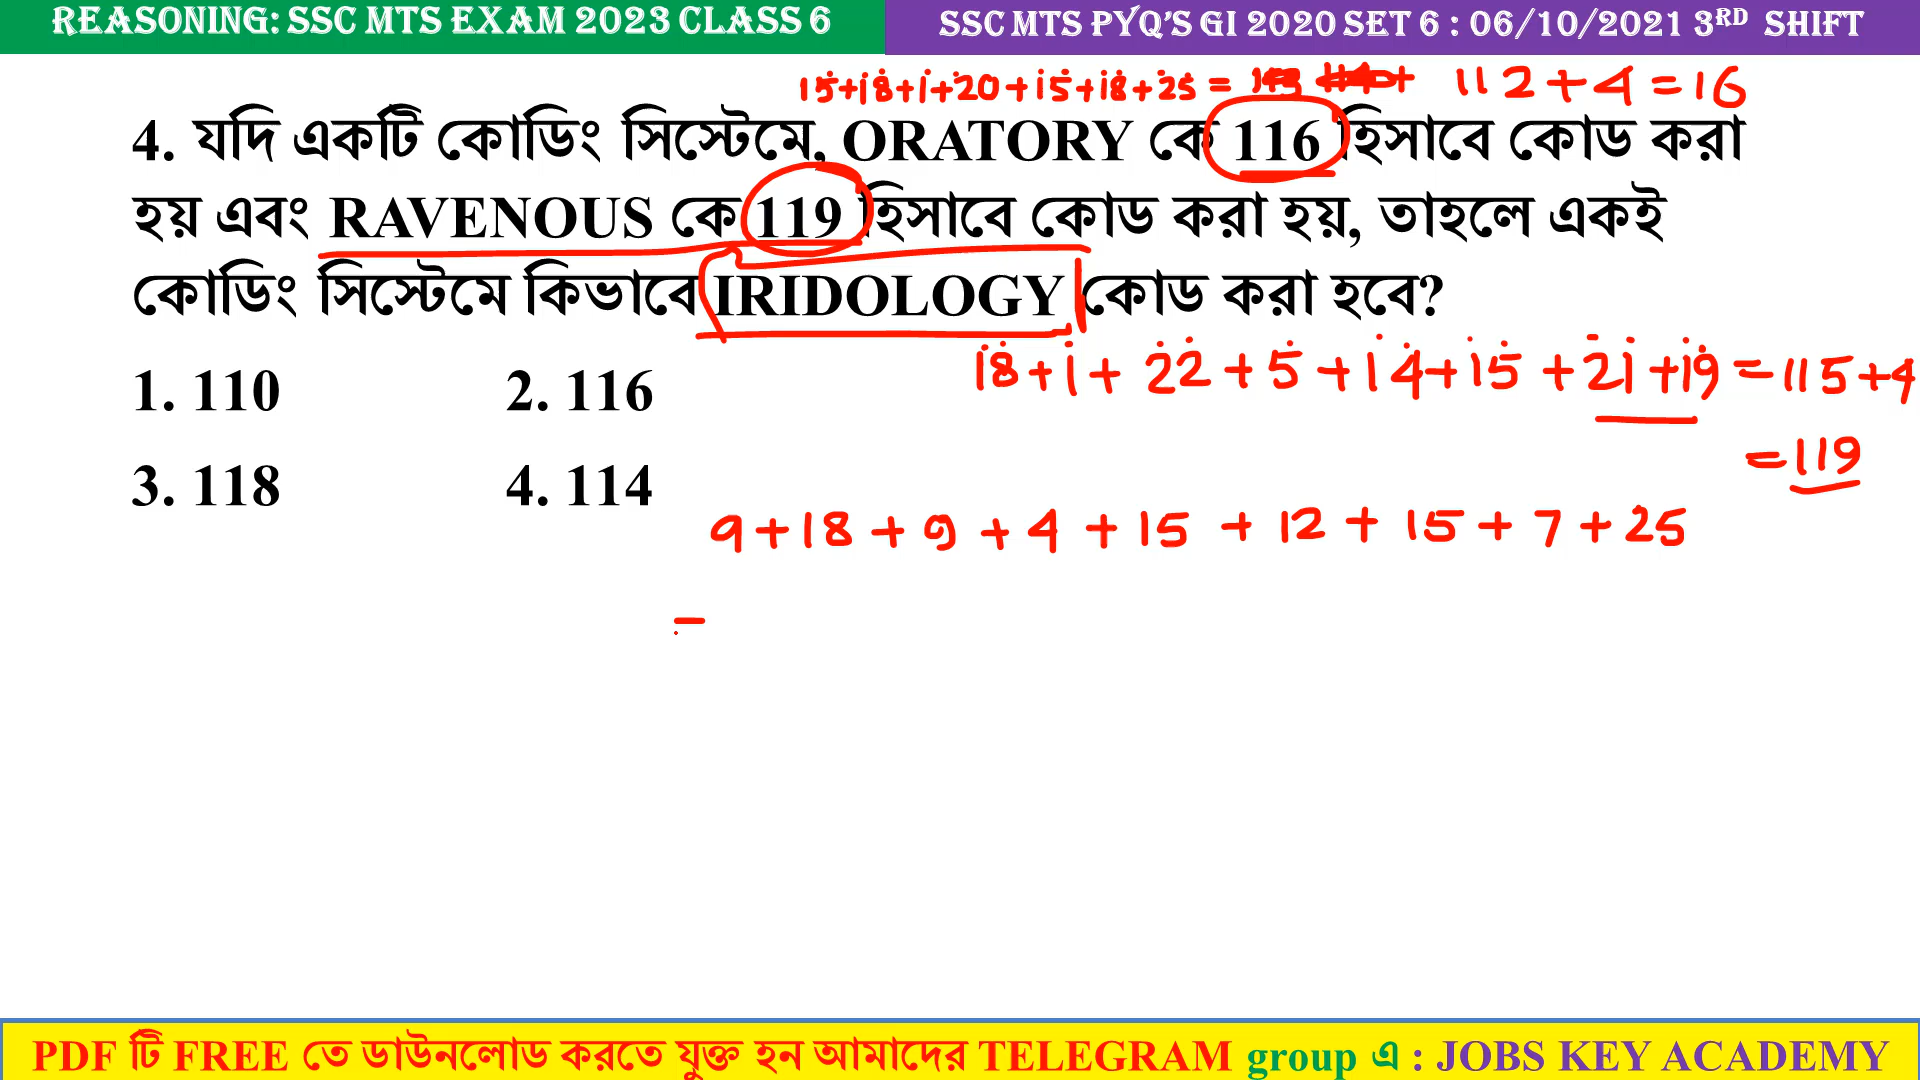 REASONING: SSC MTS EXAM 2023 CLASS 6
SSC MTS PYQ'S GI 2020 SET 6 : 06/10/2021 3RD SHIFT
15+18+1+20+15+18+25 = 112+4=16
4. যদি একটি কোডিং সিস্টেমে, ORATORY কে 116 হিসাবে কোড করা
হয় এবং RAVENOUS কে 119 হিসাবে কোড করা হয়, তাহলে একই
কোডিং সিস্টেমে কিভাবে IRIDOLOGY কোড করা হবে?
18+1+ 22+5+14+15+21+19=115+4
1. 110 2. 116
=119
3. 118 4. 114
9+18+9+4+15+12+15+7+25
PDF টি FREE তে ডাউনলোড করতে যুক্ত হন আমাদের TELEGRAM group এ : JOBS KEY ACADEMY